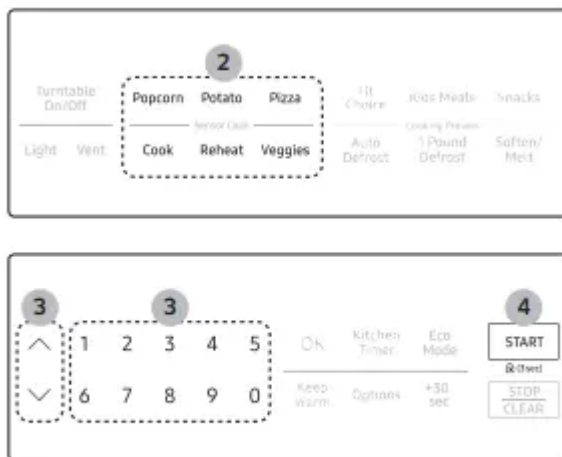 2
Turntable On/Off
Popcorn Potato Pizza
Fit Choice
Kids Meals Snacks
Sensor Cook
Cooking Presets
Light Vent
Cook Reheat Veggies
Auto Defrost
1 Pound Defrost
Soften/ Melt
3 3 4
1 2 3 4 5
OK
Kitchen Timer
Eco Mode
START
6 7 8 9 0
Keep Warm
Options
+30 sec
STOP
CLEAR